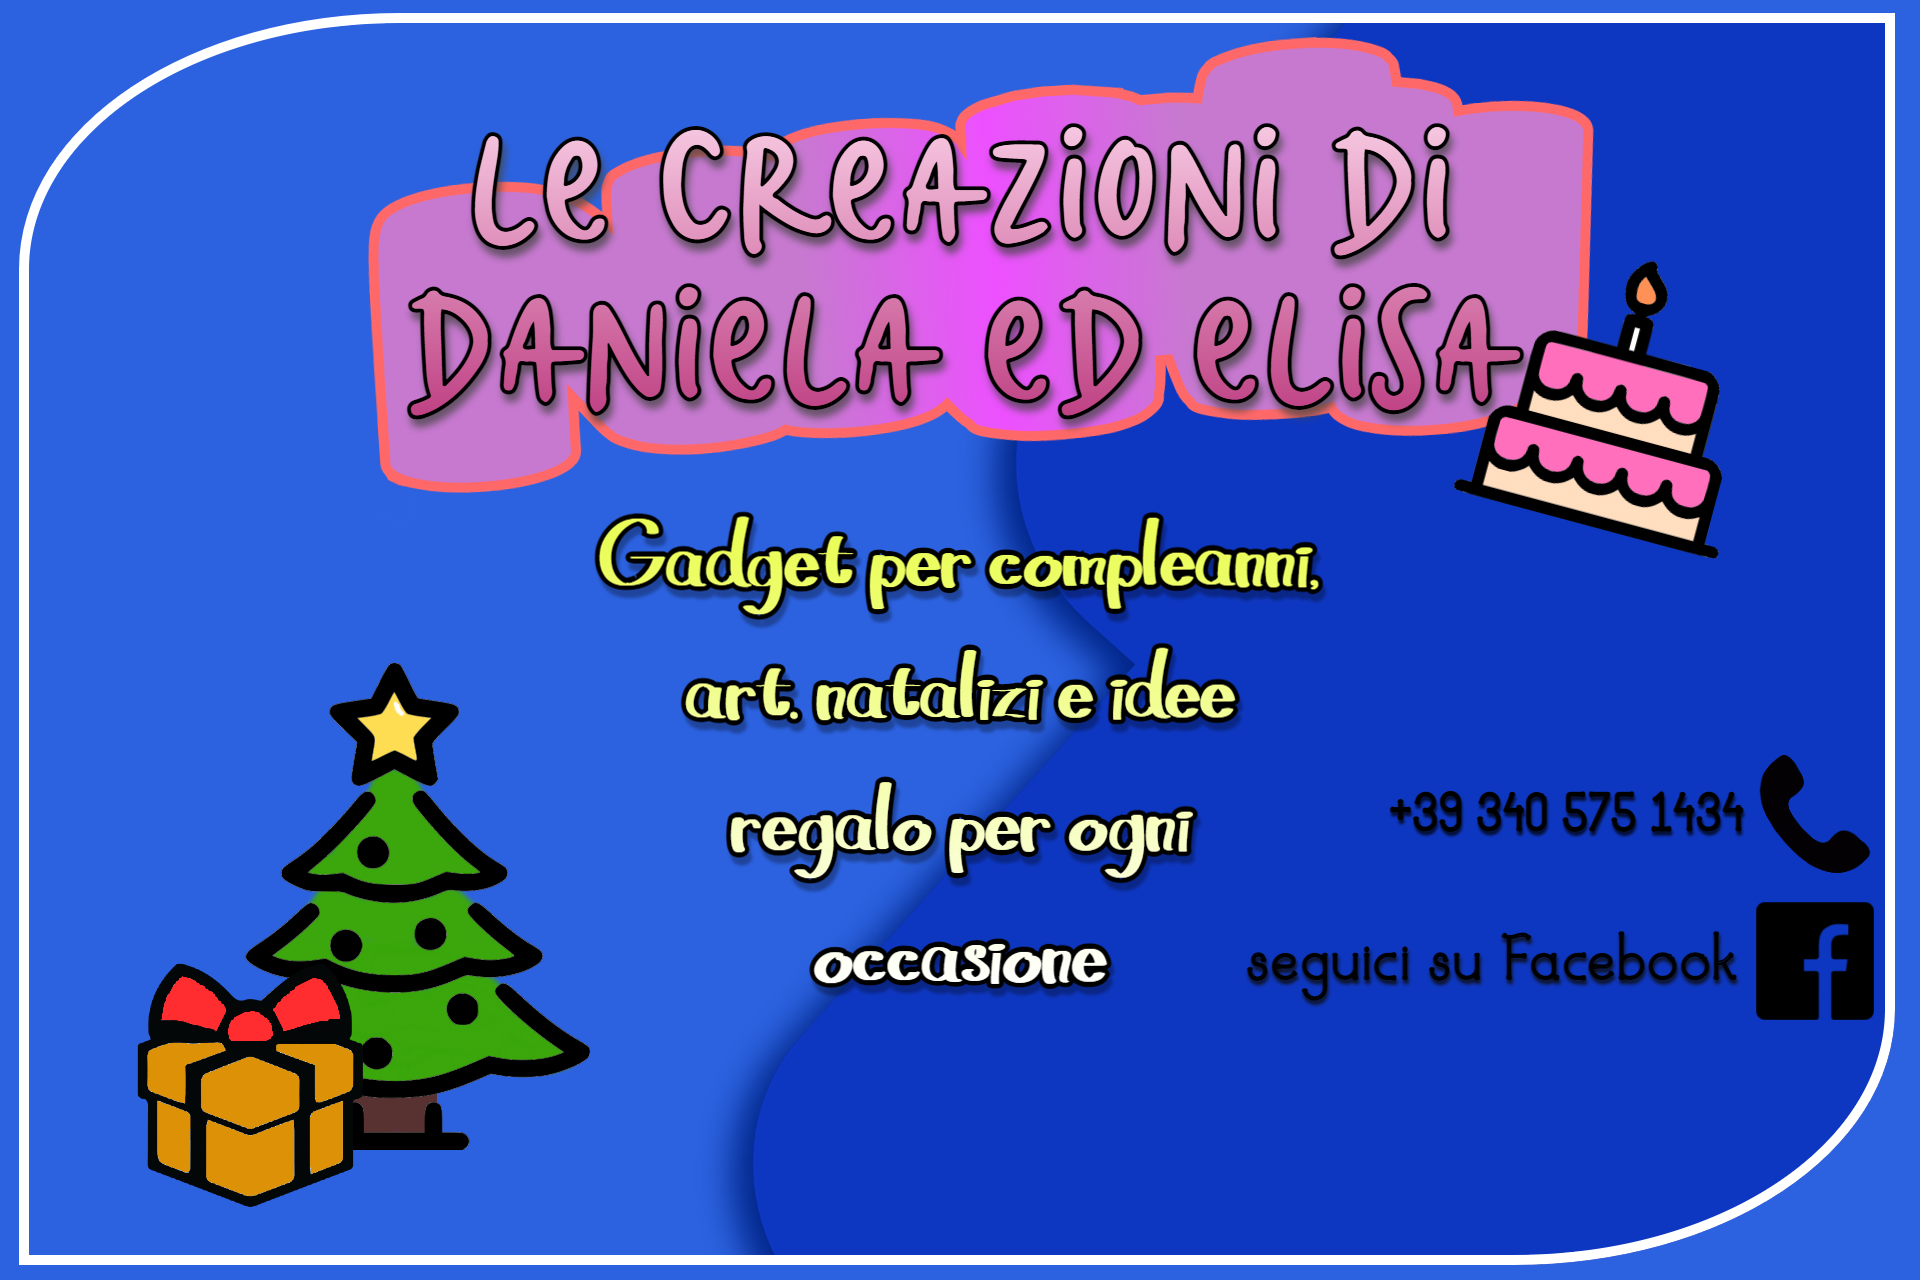 Le creazioni di
Daniela ed Elisa
Gadget per compleanni,
art. natalizi e idee
regalo per ogni
occasione
+39 340 575 1434
seguici su Facebook